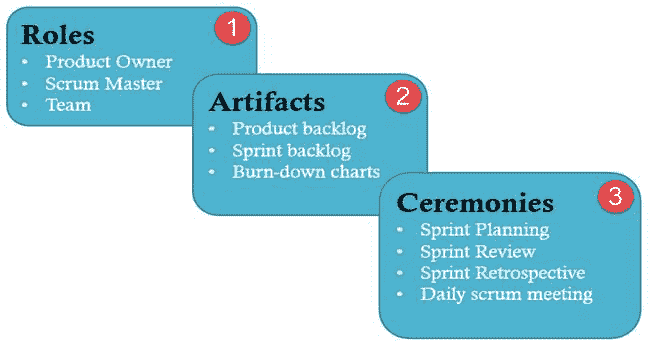 Roles 1
• Product Owner
• Scrum Master
• Team
Artifacts 2
• Product backlog
• Sprint backlog
• Burn-down charts
Ceremonies 3
• Sprint Planning
• Sprint Review
• Sprint Retrospective
• Daily scrum meeting